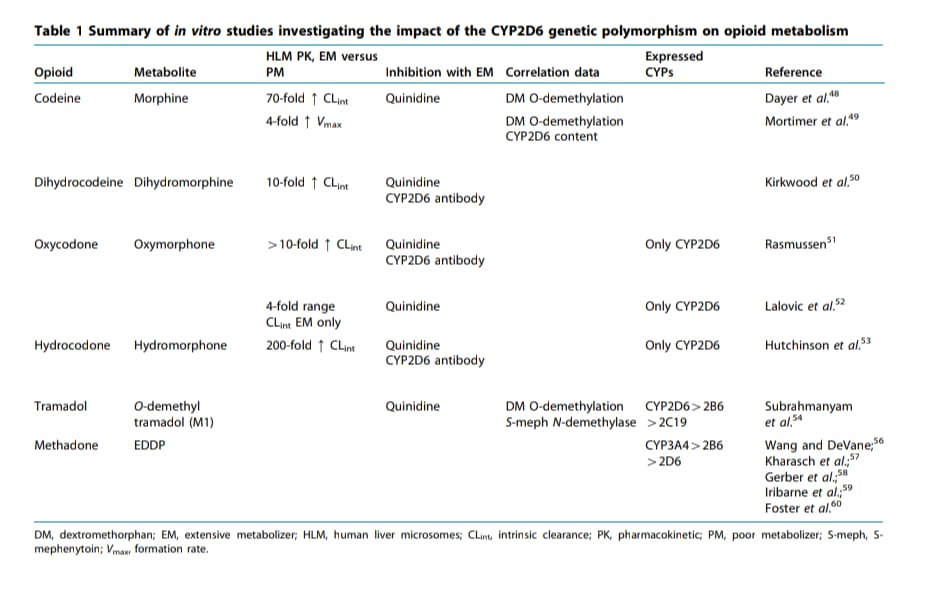 Table 1 Summary of in vitro studies investigating the impact of the CYP2D6 genetic polymorphism on opioid metabolism
Opioid Metabolite HLM PK, EM versus PM Inhibition with EM Correlation data Expressed CYPs Reference
Codeine Morphine 70-fold ↑ CLint Quinidine DM O-demethylation Dayer et al.48
4-fold ↑ Vmax DM O-demethylation Mortimer et al.49
CYP2D6 content
Dihydrocodeine Dihydromorphine 10-fold ↑ CLint Quinidine Kirkwood et al.50
CYP2D6 antibody
Oxycodone Oxymorphone >10-fold ↑ CLint Quinidine Only CYP2D6 Rasmussen51
CYP2D6 antibody
4-fold range Quinidine Only CYP2D6 Lalovic et al.52
CLint EM only
Hydrocodone Hydromorphone 200-fold ↑ CLint Quinidine Only CYP2D6 Hutchinson et al.53
CYP2D6 antibody
Tramadol O-demethyl Quinidine DM O-demethylation CYP2D6>2B6 Subrahmanyam
tramadol (M1) S-meph N-demethylase >2C19 et al.54
Methadone EDDP CYP3A4>2B6 Wang and DeVane;56
>2D6 Kharasch et al.;57
Gerber et al.;58
Iribarne et al.;59
Foster et al.60
DM, dextromethorphan; EM, extensive metabolizer; HLM, human liver microsomes; CLint, intrinsic clearance; PK, pharmacokinetic; PM, poor metabolizer; S-meph, S-
mephenytoin; Vmax, formation rate.